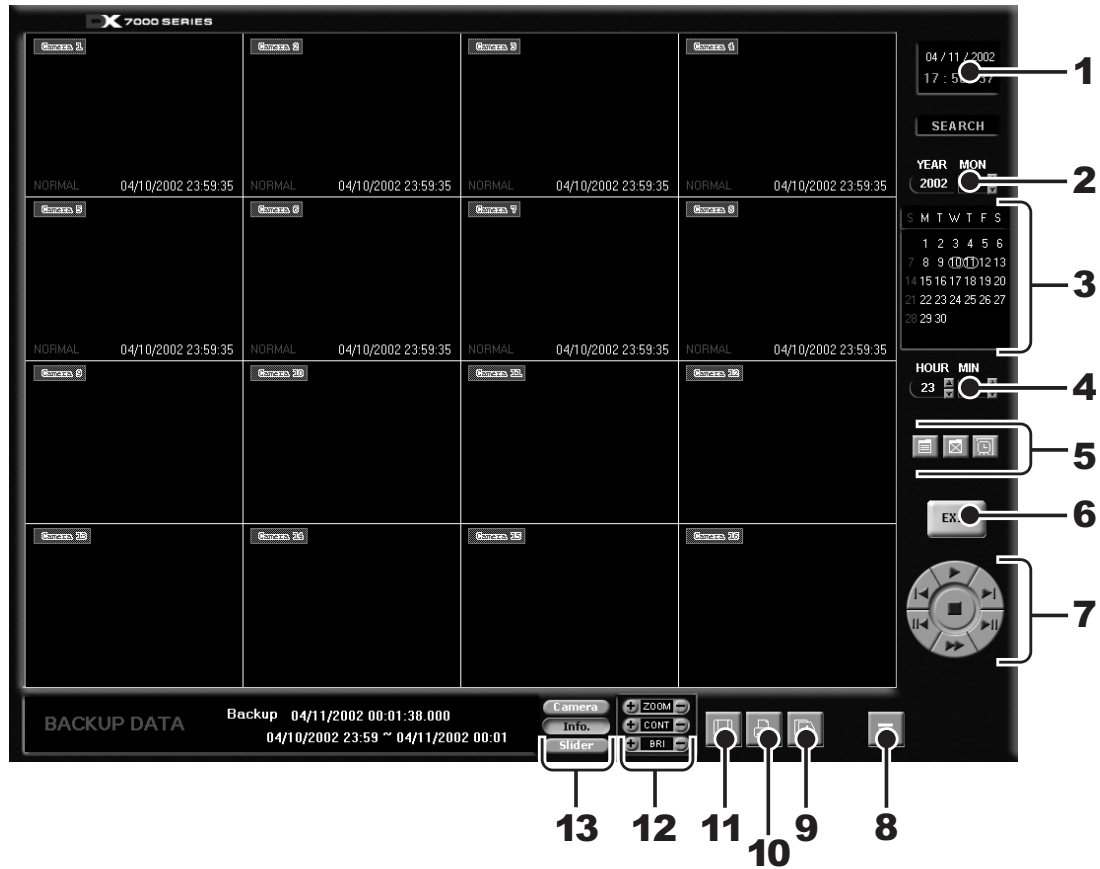 DX 7000 SERIES
Camera 1 Camera 2 Camera 3 Camera 4
NORMAL 04/10/2002 23:59:35 NORMAL 04/10/2002 23:59:35 NORMAL 04/10/2002 23:59:35 NORMAL 04/10/2002 23:59:35
Camera 5 Camera 6 Camera 7 Camera 8
NORMAL 04/10/2002 23:59:35 NORMAL 04/10/2002 23:59:35 NORMAL 04/10/2002 23:59:35 NORMAL 04/10/2002 23:59:35
Camera 9 Camera 10 Camera 11 Camera 12
Camera 13 Camera 14 Camera 15 Camera 16
04 / 11 / 2002
17 : 5
37
1
SEARCH
YEAR MON
2002
2
S M T W T F S
1 2 3 4 5 6
7 8 9 10 11 12 13
14 15 16 17 18 19 20
21 22 23 24 25 26 27
28 29 30
3
HOUR MIN
23
4
5
EX
6
7
BACKUP DATA
Backup 04/11/2002 00:01:38.000
04/10/2002 23:59 ~ 04/11/2002 00:01
Camera
Info.
Slider
+ ZOOM -
+ CONT -
+ BRI -
13 12 11 10 9 8